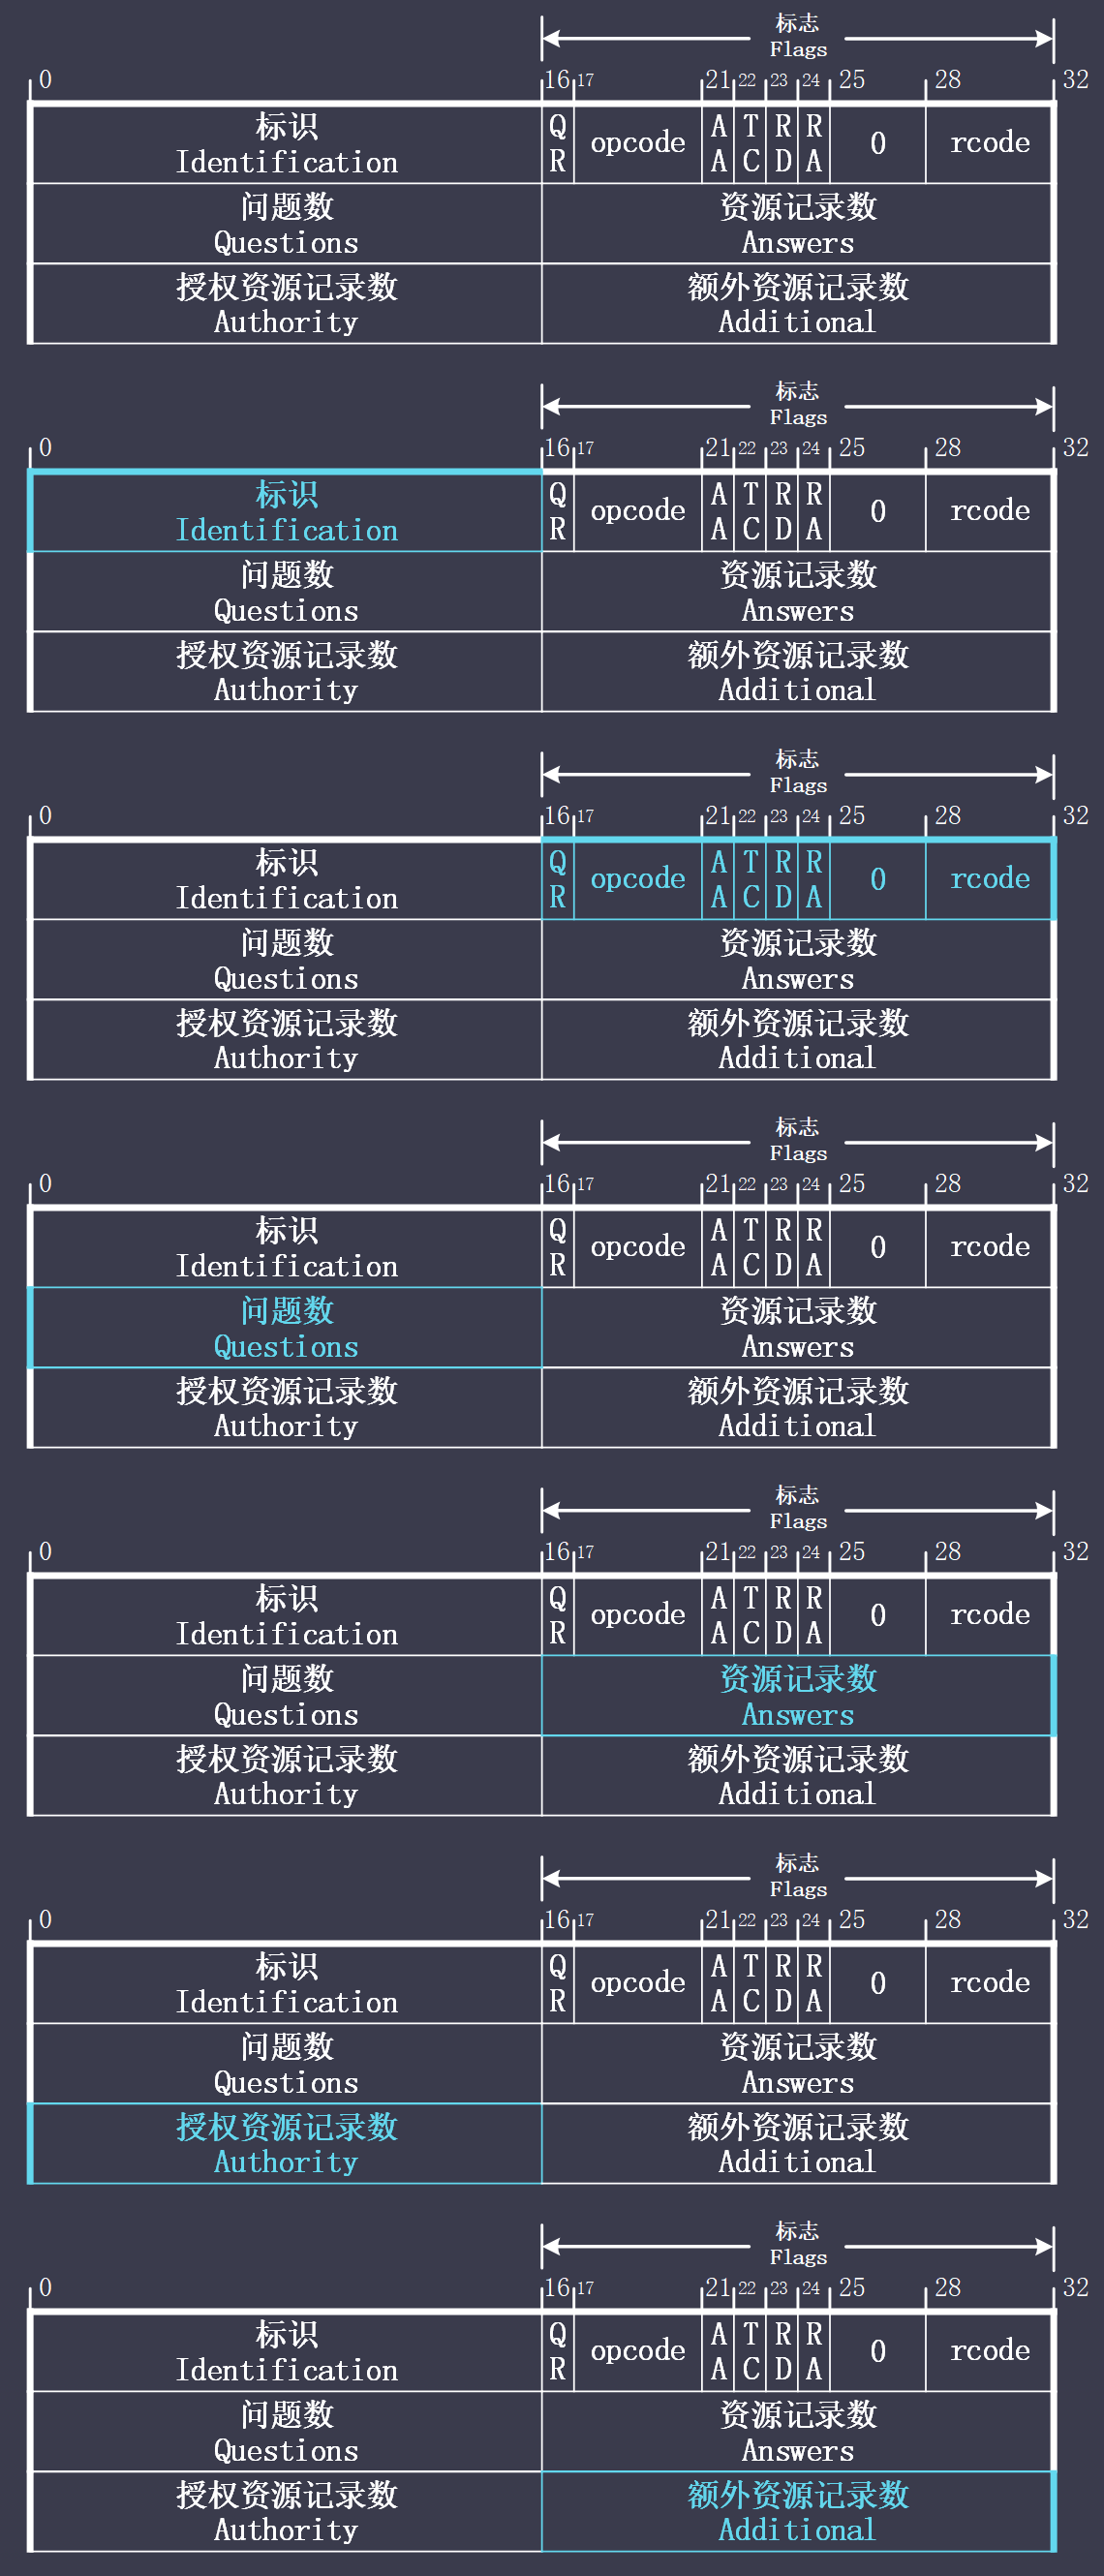 标志
Flags
0 16 17 21 22 23 24 25 28 32
标识
Identification
QR opcode AA TC RD RA 0 rcode
问题数
Questions
资源记录数
Answers
授权资源记录数
Authority
额外资源记录数
Additional
标志
Flags
0 16 17 21 22 23 24 25 28 32
标识
Identification
QR opcode AA TC RD RA 0 rcode
问题数
Questions
资源记录数
Answers
授权资源记录数
Authority
额外资源记录数
Additional
标志
Flags
0 16 17 21 22 23 24 25 28 32
标识
Identification
QR opcode AA TC RD RA 0 rcode
问题数
Questions
资源记录数
Answers
授权资源记录数
Authority
额外资源记录数
Additional
标志
Flags
0 16 17 21 22 23 24 25 28 32
标识
Identification
QR opcode AA TC RD RA 0 rcode
问题数
Questions
资源记录数
Answers
授权资源记录数
Authority
额外资源记录数
Additional
标志
Flags
0 16 17 21 22 23 24 25 28 32
标识
Identification
QR opcode AA TC RD RA 0 rcode
问题数
Questions
资源记录数
Answers
授权资源记录数
Authority
额外资源记录数
Additional
标志
Flags
0 16 17 21 22 23 24 25 28 32
标识
Identification
QR opcode AA TC RD RA 0 rcode
问题数
Questions
资源记录数
Answers
授权资源记录数
Authority
额外资源记录数
Additional
标志
Flags
0 16 17 21 22 23 24 25 28 32
标识
Identification
QR opcode AA TC RD RA 0 rcode
问题数
Questions
资源记录数
Answers
授权资源记录数
Authority
额外资源记录数
Additional